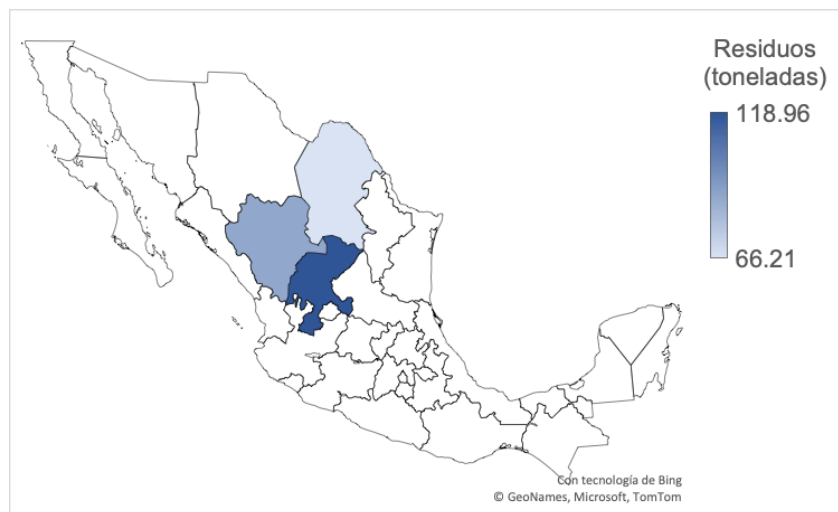 Residuos
(toneladas)
118.96
66.21
Con tecnología de Bing
© GeoNames, Microsoft, TomTom